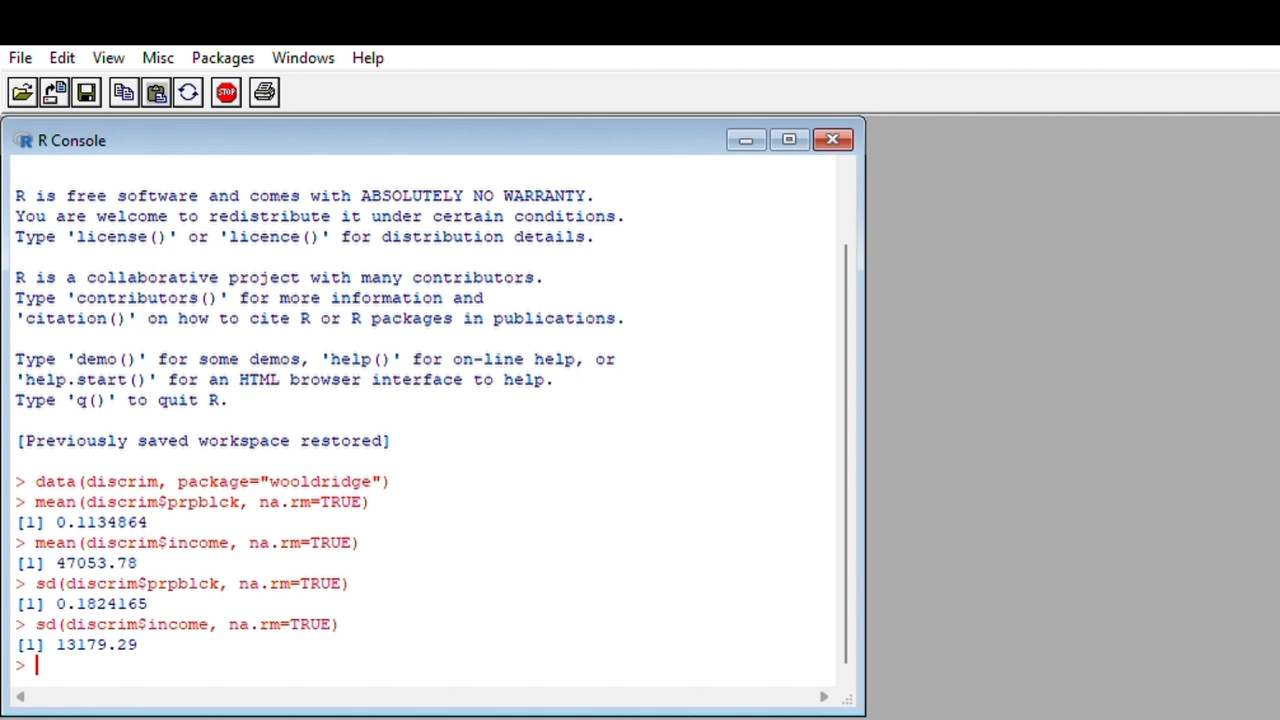 File Edit View Misc Packages Windows Help
STOP
R R Console
R is free software and comes with ABSOLUTELY NO WARRANTY.
You are welcome to redistribute it under certain conditions.
Type 'license()' or 'licence()' for distribution details.
R is a collaborative project with many contributors.
Type 'contributors()' for more information and
'citation()' on how to cite R or R packages in publications.
Type 'demo()' for some demos, 'help()' for on-line help, or
'help.start()' for an HTML browser interface to help.
Type 'q()' to quit R.
[Previously saved workspace restored]
> data(discrim, package="wooldridge")
> mean(discrim$prpblck, na.rm=TRUE)
[1] 0.1134864
> mean(discrim$income, na.rm=TRUE)
[1] 47053.78
> sd(discrim$prpblck, na.rm=TRUE)
[1] 0.1824165
> sd(discrim$income, na.rm=TRUE)
[1] 13179.29
>